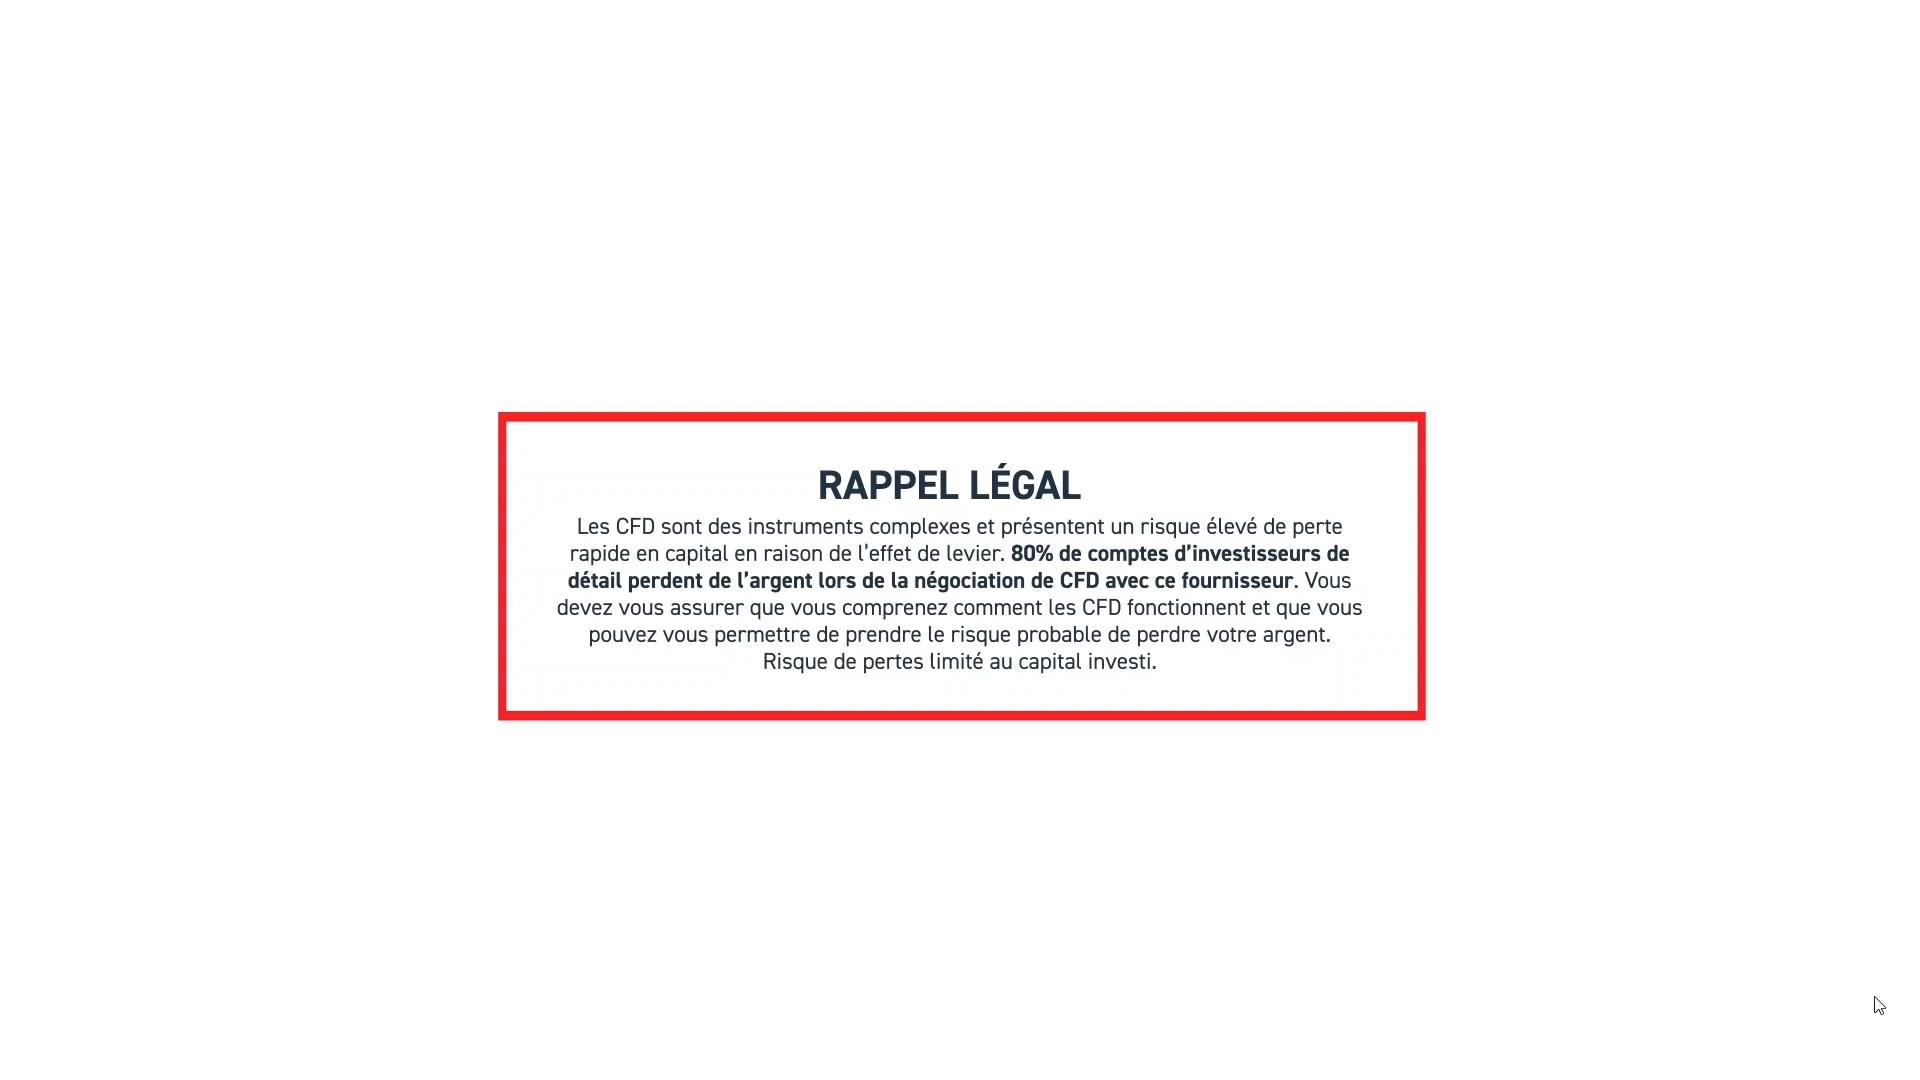 RAPPEL LÉGAL
Les CFD sont des instruments complexes et présentent un risque élevé de perte
rapide en capital en raison de l’effet de levier. 80% de comptes d’investisseurs de
détail perdent de l’argent lors de la négociation de CFD avec ce fournisseur. Vous
devez vous assurer que vous comprenez comment les CFD fonctionnent et que vous
pouvez vous permettre de prendre le risque probable de perdre votre argent.
Risque de pertes limité au capital investi.